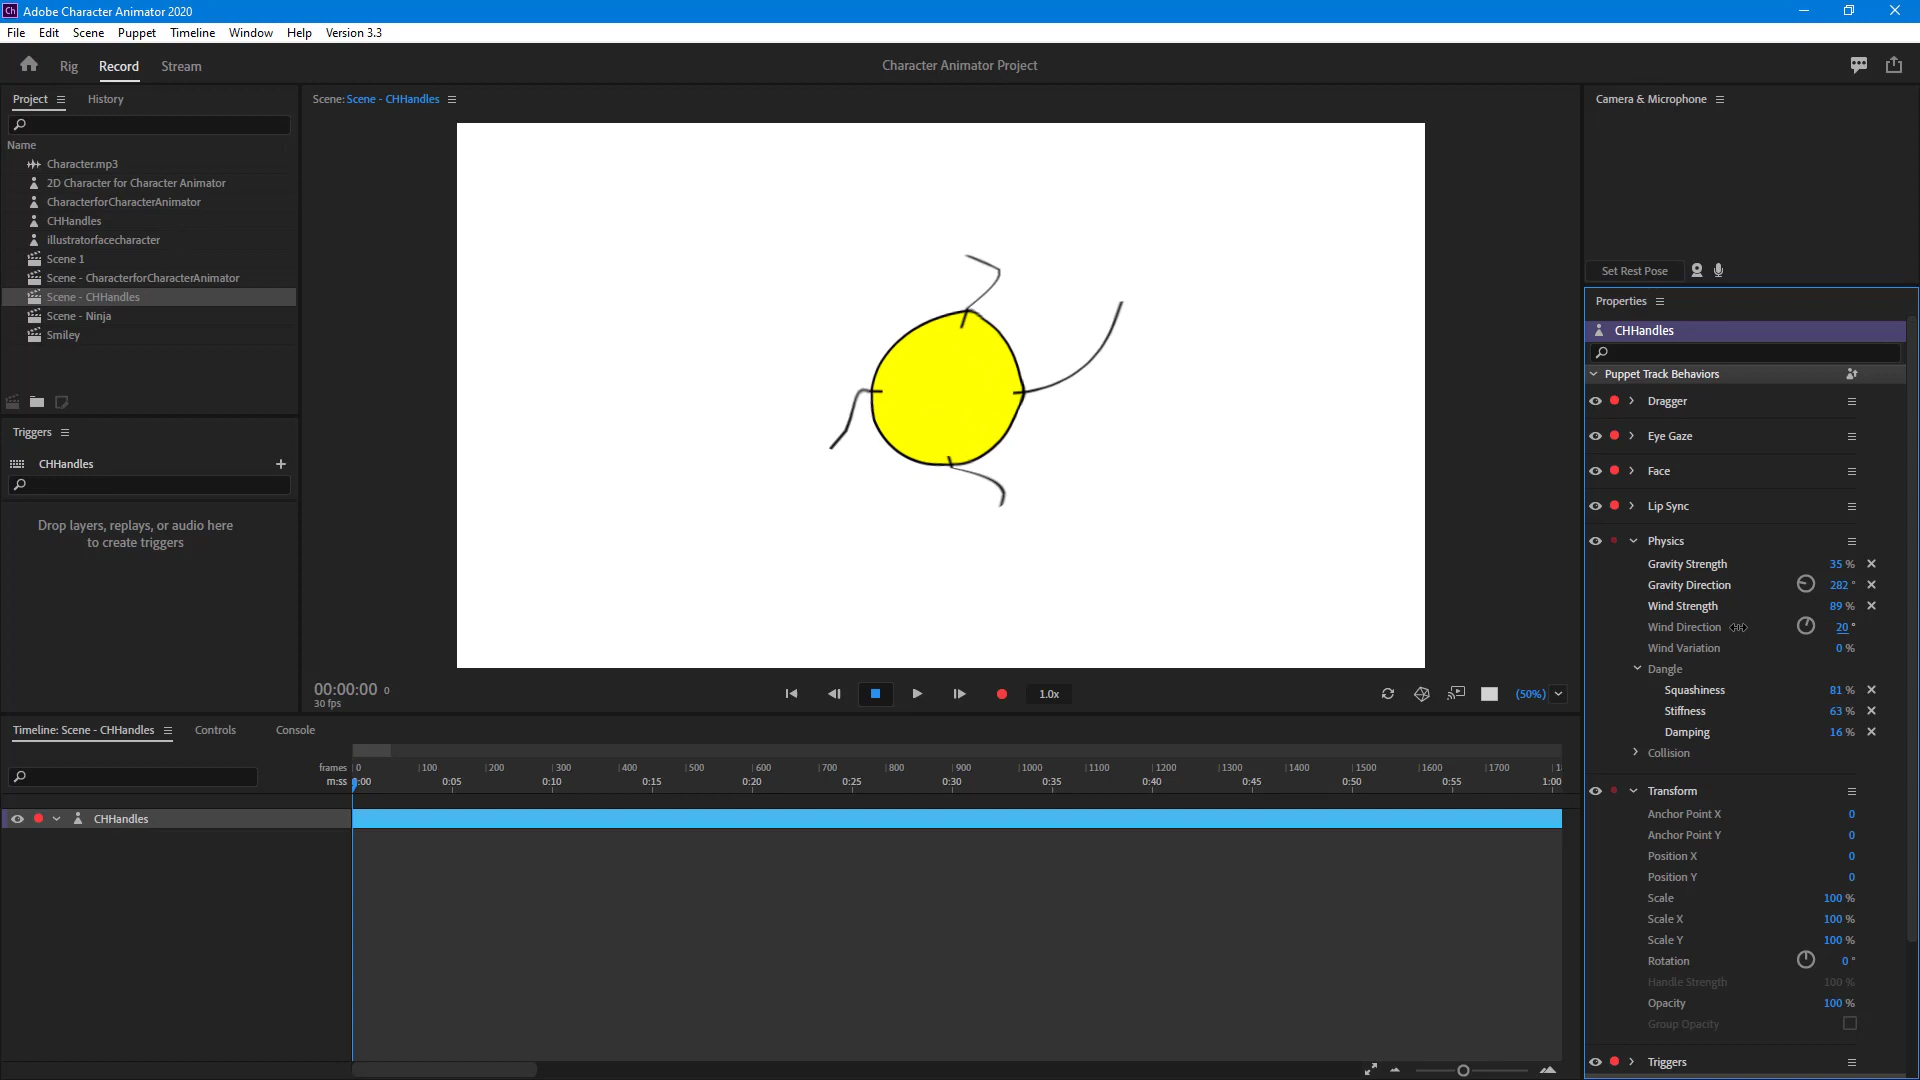 Ch Adobe Character Animator 2020
File Edit Scene Puppet Timeline Window Help Version 3.3
Rig Record Stream
Character Animator Project
Project History
Name
Character.mp3
2D Character for Character Animator
CharacterforCharacterAnimator
CHHandles
illustratorfacecharacter
Scene 1
Scene - CharacterforCharacterAnimator
Scene - CHHandles
Scene - Ninja
Smiley
Triggers
CHHandles
Drop layers, replays, or audio here
to create triggers
Scene: Scene - CHHandles
00:00:00 0
30 fps
1.0x
(50%)
Camera & Microphone
Set Rest Pose
Properties
CHHandles
Puppet Track Behaviors
Dragger
Eye Gaze
Face
Lip Sync
Physics
Gravity Strength 35 %
Gravity Direction 282 °
Wind Strength 89 %
Wind Direction 20 °
Wind Variation 0 %
Dangle
Squashiness 81 %
Stiffness 63 %
Damping 16 %
Collision
Transform
Anchor Point X 0
Anchor Point Y 0
Position X 0
Position Y 0
Scale 100 %
Scale X 100 %
Scale Y 100 %
Rotation 0 °
Handle Strength 100 %
Opacity 100 %
Group Opacity
Triggers
Timeline: Scene - CHHandles Controls Console
frames 0 100 200 300 400 500 600 700 800 900 1000 1100 1200 1300 1400 1500 1600 1700
m:ss 0:00 0:05 0:10 0:15 0:20 0:25 0:30 0:35 0:40 0:45 0:50 0:55 1:00
CHHandles